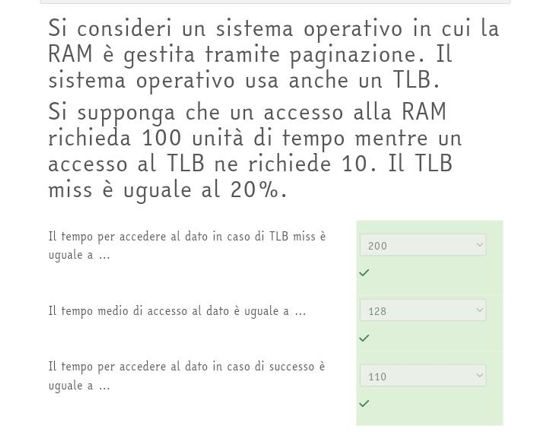 Si consideri un sistema operativo in cui la
RAM è gestita tramite paginazione. Il
sistema operativo usa anche un TLB.
Si supponga che un accesso alla RAM
richieda 100 unità di tempo mentre un
accesso al TLB ne richiede 10. Il TLB
miss è uguale al 20%.
Il tempo per accedere al dato in caso di TLB miss è
uguale a ...
200
Il tempo medio di accesso al dato è uguale a ...
128
Il tempo per accedere al dato in caso di successo è
uguale a ...
110